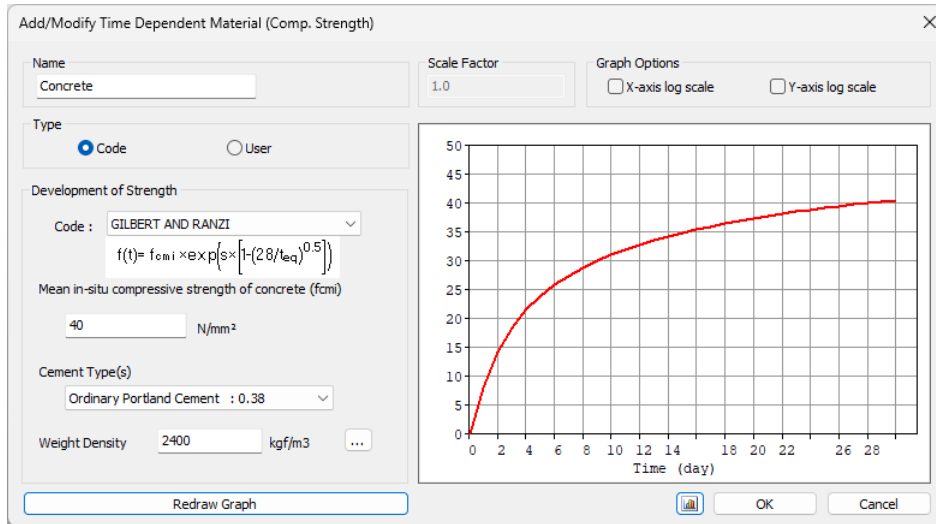 Add/Modify Time Dependent Material (Comp. Strength)
Name
Concrete
Scale Factor
1.0
Graph Options
X-axis log scale
Y-axis log scale
Type
Code
User
Development of Strength
Code : GILBERT AND RANZI
f(t)= fcmi ×exp{s×[1-(28/teq)^0.5]}
Mean in-situ compressive strength of concrete (fcmi)
40 N/mm²
Cement Type(s)
Ordinary Portland Cement : 0.38
Weight Density 2400 kgf/m3 ...
Redraw Graph
50
45
40
35
30
25
20
15
10
5
0
0 2 4 6 8 10 12 14 18 20 22 26 28
Time (day)
OK
Cancel